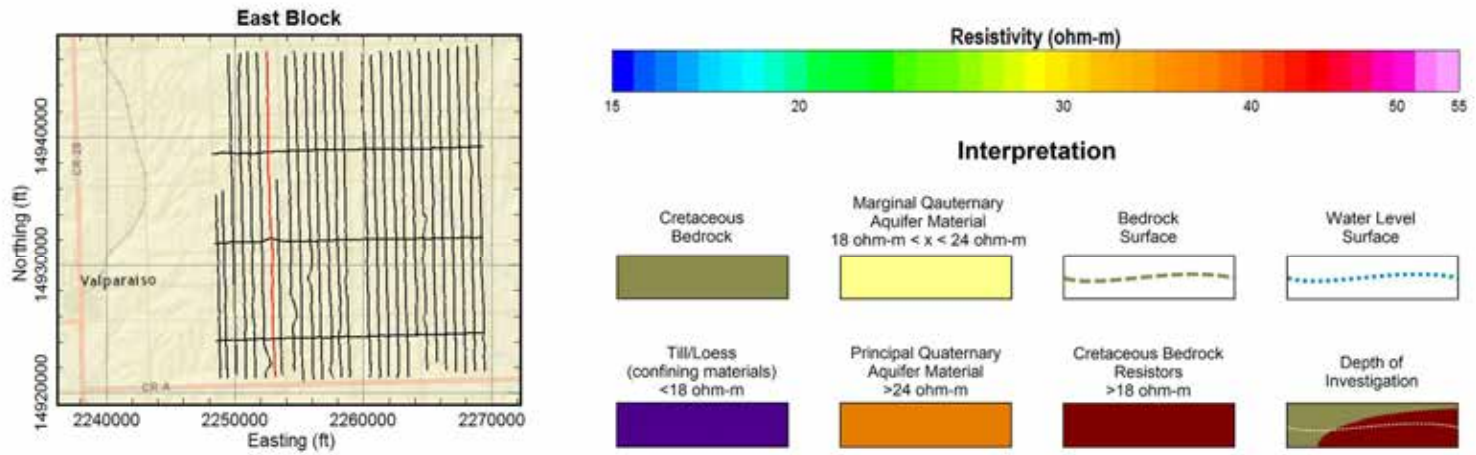 East Block
14940000
14930000
14920000
Northing (ft)
CR-29
Valparaiso
CR A
2240000 2250000 2260000 2270000
Easting (ft)
Resistivity (ohm-m)
15 20 30 40 50 55
Interpretation
Cretaceous
Bedrock
Marginal Qauternary
Aquifer Material
18 ohm-m < x < 24 ohm-m
Bedrock
Surface
Water Level
Surface
Till/Loess
(confining materials)
<18 ohm-m
Principal Quaternary
Aquifer Material
>24 ohm-m
Cretaceous Bedrock
Resistors
>18 ohm-m
Depth of
Investigation